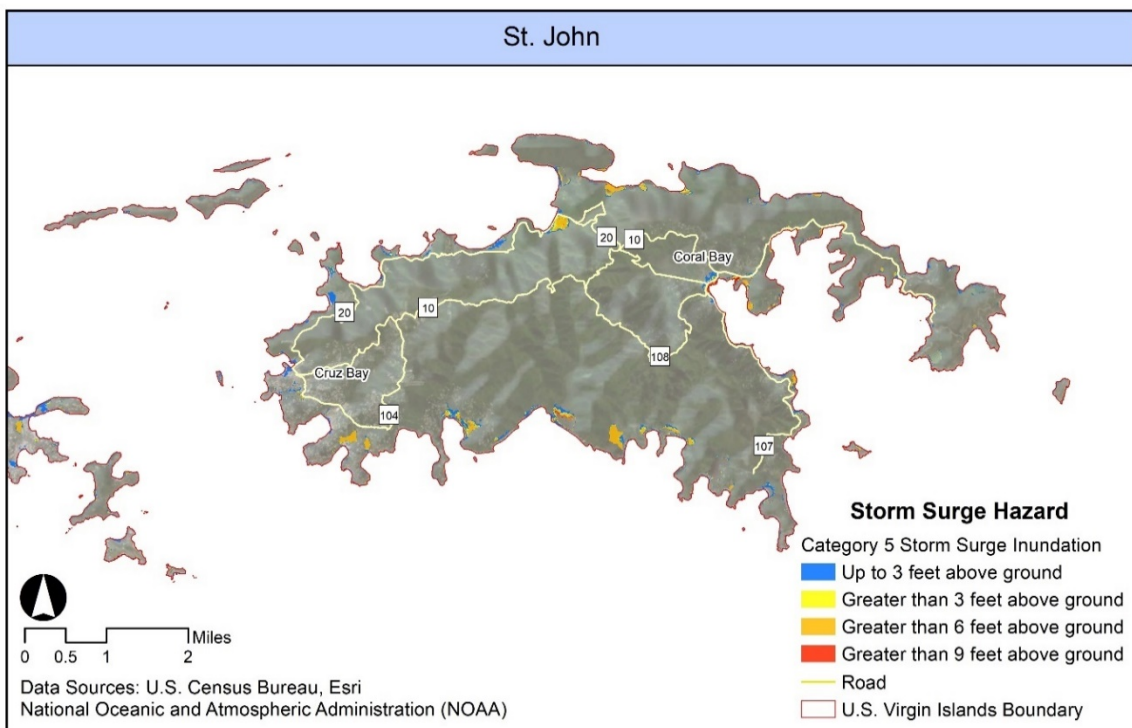 St. John
20
10
Coral Bay
10
20
108
Cruz Bay
104
107
Storm Surge Hazard
Category 5 Storm Surge Inundation
Up to 3 feet above ground
Greater than 3 feet above ground
Greater than 6 feet above ground
Greater than 9 feet above ground
Road
U.S. Virgin Islands Boundary
Miles
0 0.5 1 2
Data Sources: U.S. Census Bureau, Esri
National Oceanic and Atmospheric Administration (NOAA)